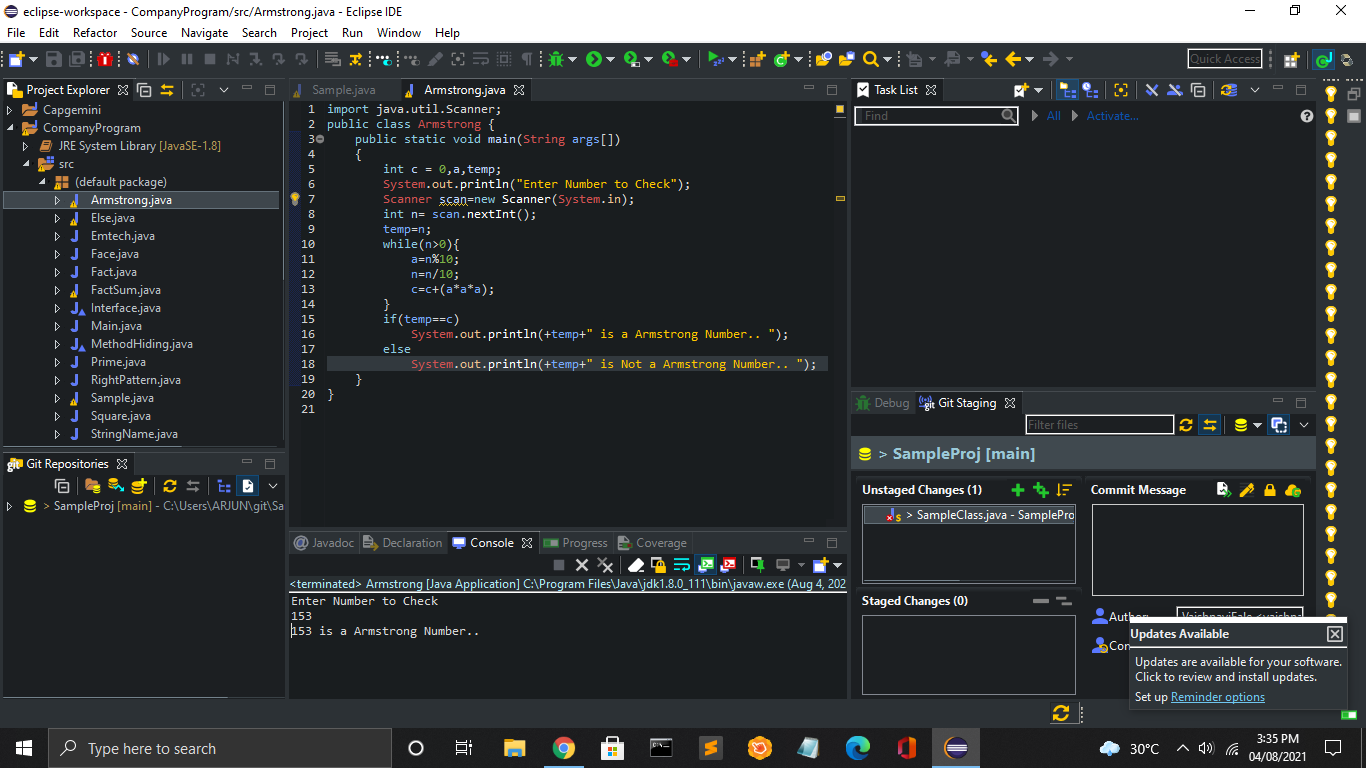 eclipse-workspace - CompanyProgram/src/Armstrong.java - Eclipse IDE
File Edit Refactor Source Navigate Search Project Run Window Help
Quick Access
Project Explorer
Capgemini
CompanyProgram
JRE System Library [JavaSE-1.8]
src
(default package)
Armstrong.java
Else.java
Emtech.java
Face.java
Fact.java
FactSum.java
Interface.java
Main.java
MethodHiding.java
Prime.java
RightPattern.java
Sample.java
Square.java
StringName.java
Git Repositories
> SampleProj [main] - C:\Users\ARJUN\git\Sa
Sample.java Armstrong.java
1 import java.util.Scanner;
2 public class Armstrong {
3 public static void main(String args[])
4 {
5 int c = 0,a,temp;
6 System.out.println("Enter Number to Check");
7 Scanner scan=new Scanner(System.in);
8 int n= scan.nextInt();
9 temp=n;
10 while(n>0){
11 a=n%10;
12 n=n/10;
13 c=c+(a*a*a);
14 }
15 if(temp==c)
16 System.out.println(+temp+" is a Armstrong Number.. ");
17 else
18 System.out.println(+temp+" is Not a Armstrong Number.. ");
19 }
20 }
21
Javadoc Declaration Console Progress Coverage
<terminated> Armstrong [Java Application] C:\Program Files\Java\jdk1.8.0_111\bin\javaw.exe (Aug 4, 202
Enter Number to Check
153
153 is a Armstrong Number..
Task List
Find All Activate...
Debug Git Staging
Filter files
> SampleProj [main]
Unstaged Changes (1)
> SampleClass.java - SamplePro
Staged Changes (0)
Commit Message
Author:
Con
Updates Available
Updates are available for your software.
Click to review and install updates.
Set up Reminder options
Type here to search
30°C
3:35 PM
04/08/2021